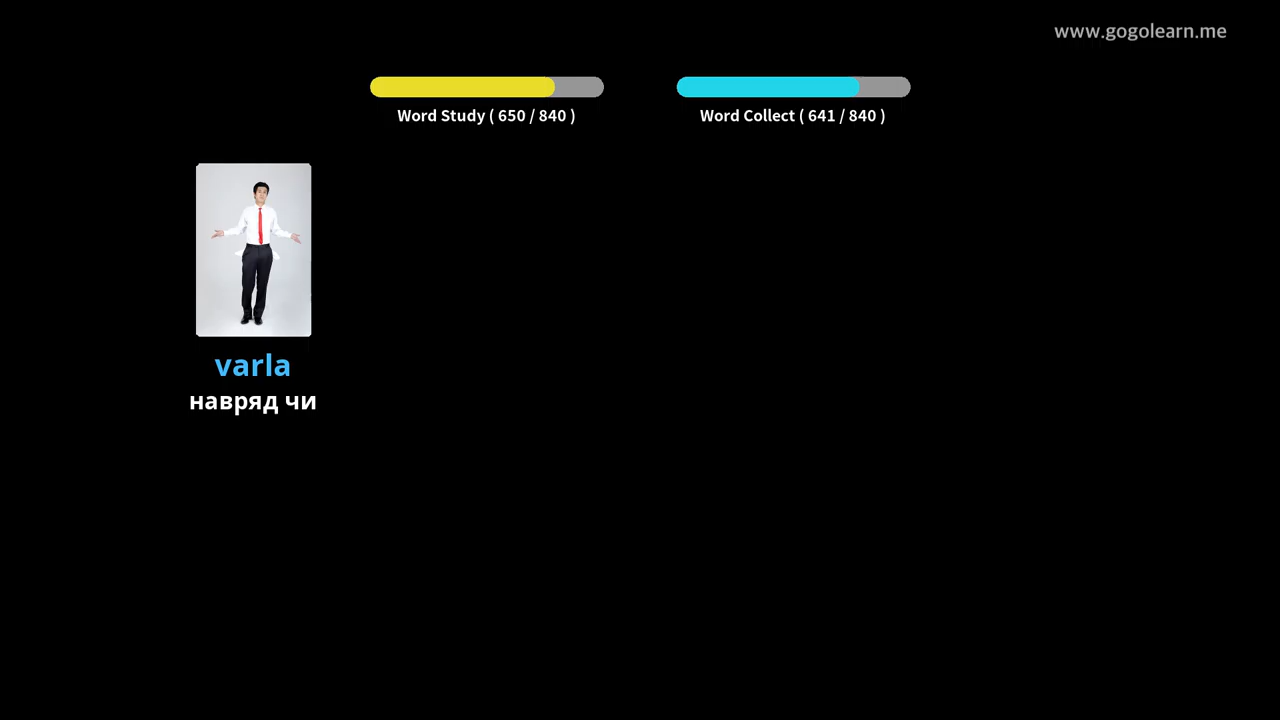 www.gogolearn.me
Word Study ( 650 / 840 )
Word Collect ( 641 / 840 )
varla
навряд чи